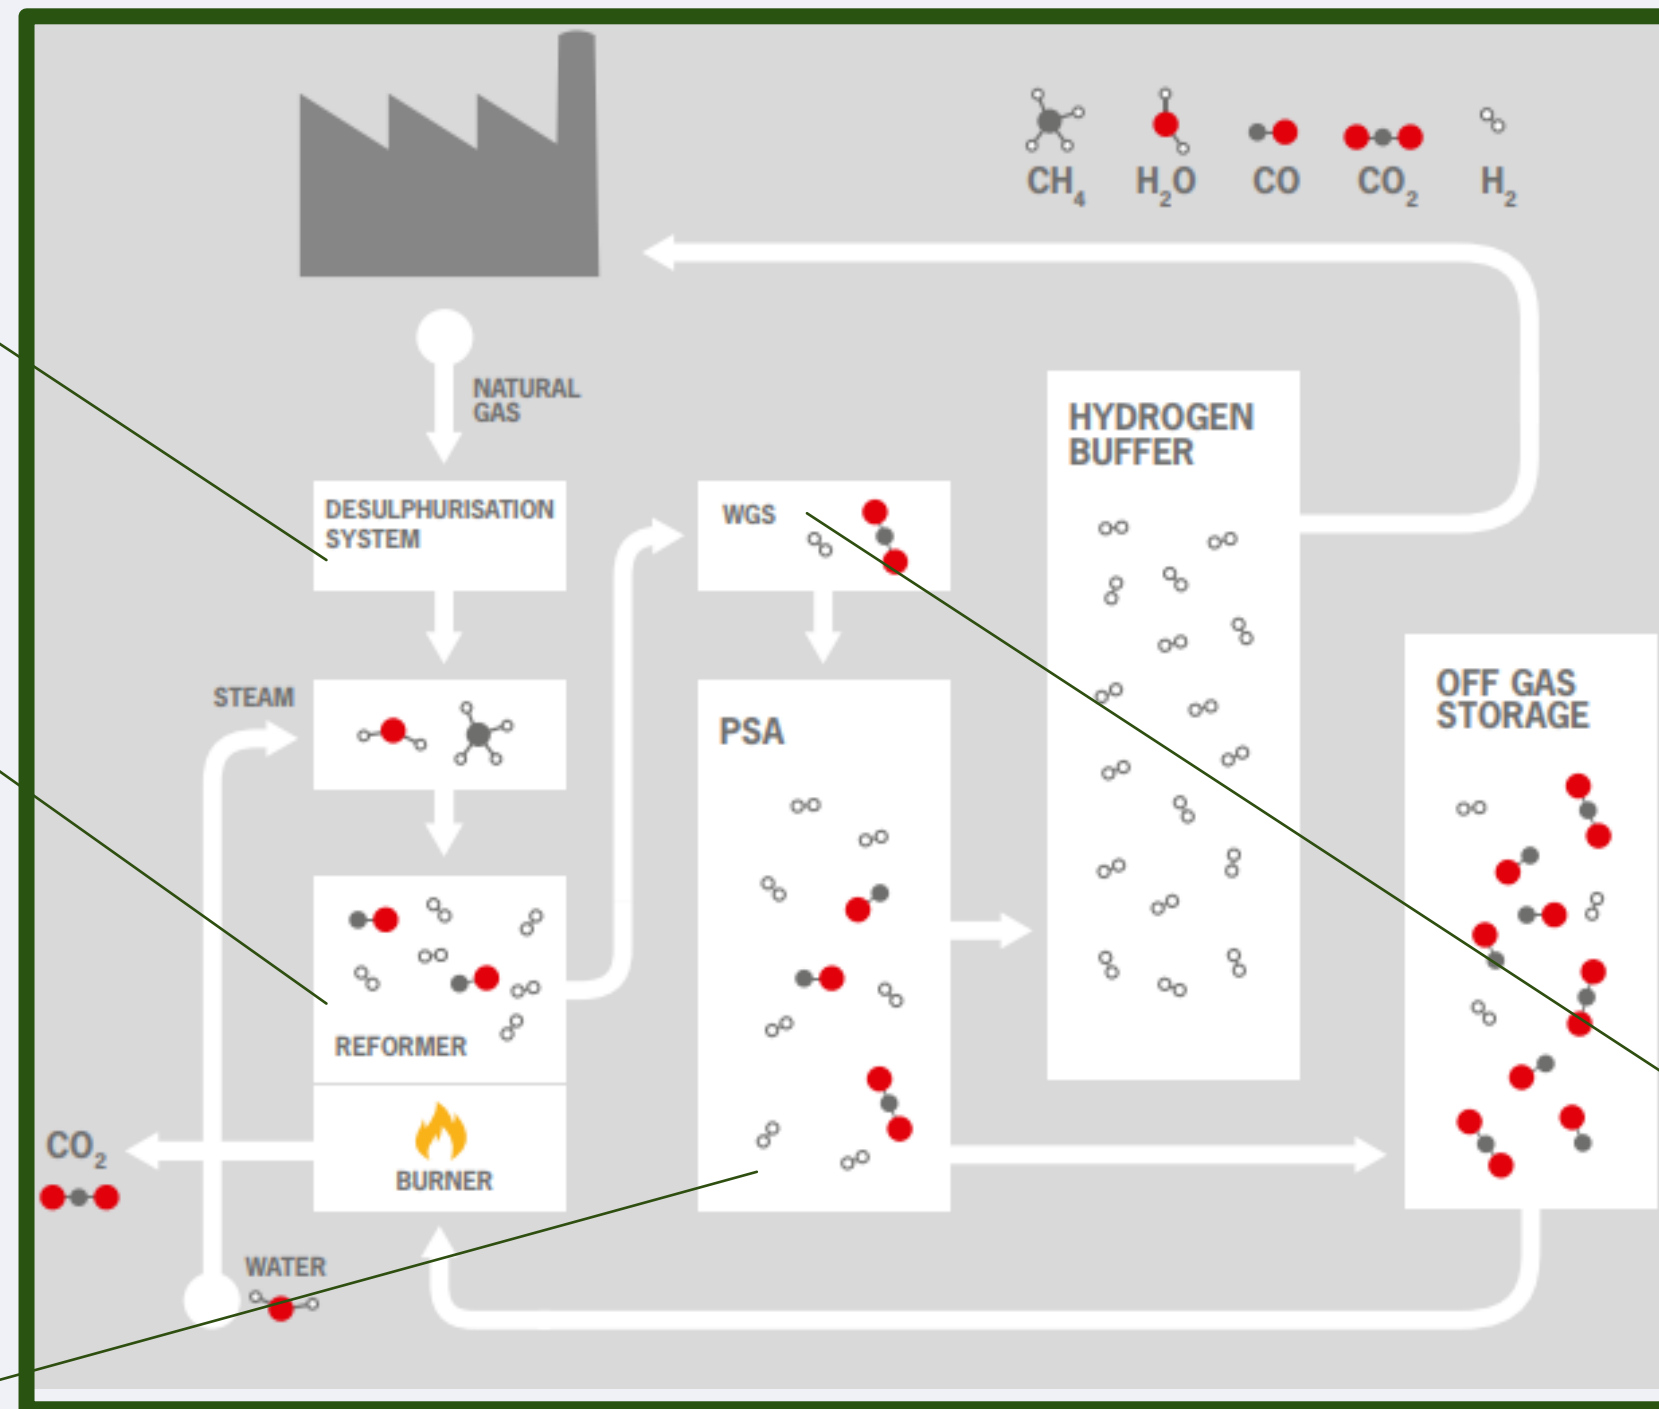 CH₄ H₂O CO CO₂ H₂
NATURAL
GAS
HYDROGEN
BUFFER
DESULPHURISATION
SYSTEM
WGS
STEAM
PSA
OFF GAS
STORAGE
REFORMER
BURNER
CO₂
WATER